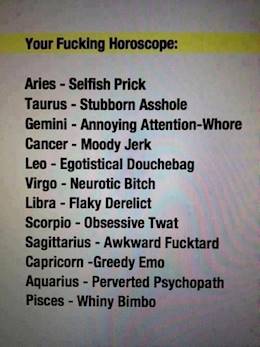 Your Fucking Horoscope:
Aries - Selfish Prick
Taurus - Stubborn Asshole
Gemini - Annoying Attention-Whore
Cancer - Moody Jerk
Leo - Egotistical Douchebag
Virgo - Neurotic Bitch
Libra - Flaky Derelict
Scorpio - Obsessive Twat
Sagittarius - Awkward Fucktard
Capricorn -Greedy Emo
Aquarius - Perverted Psychopath
Pisces - Whiny Bimbo